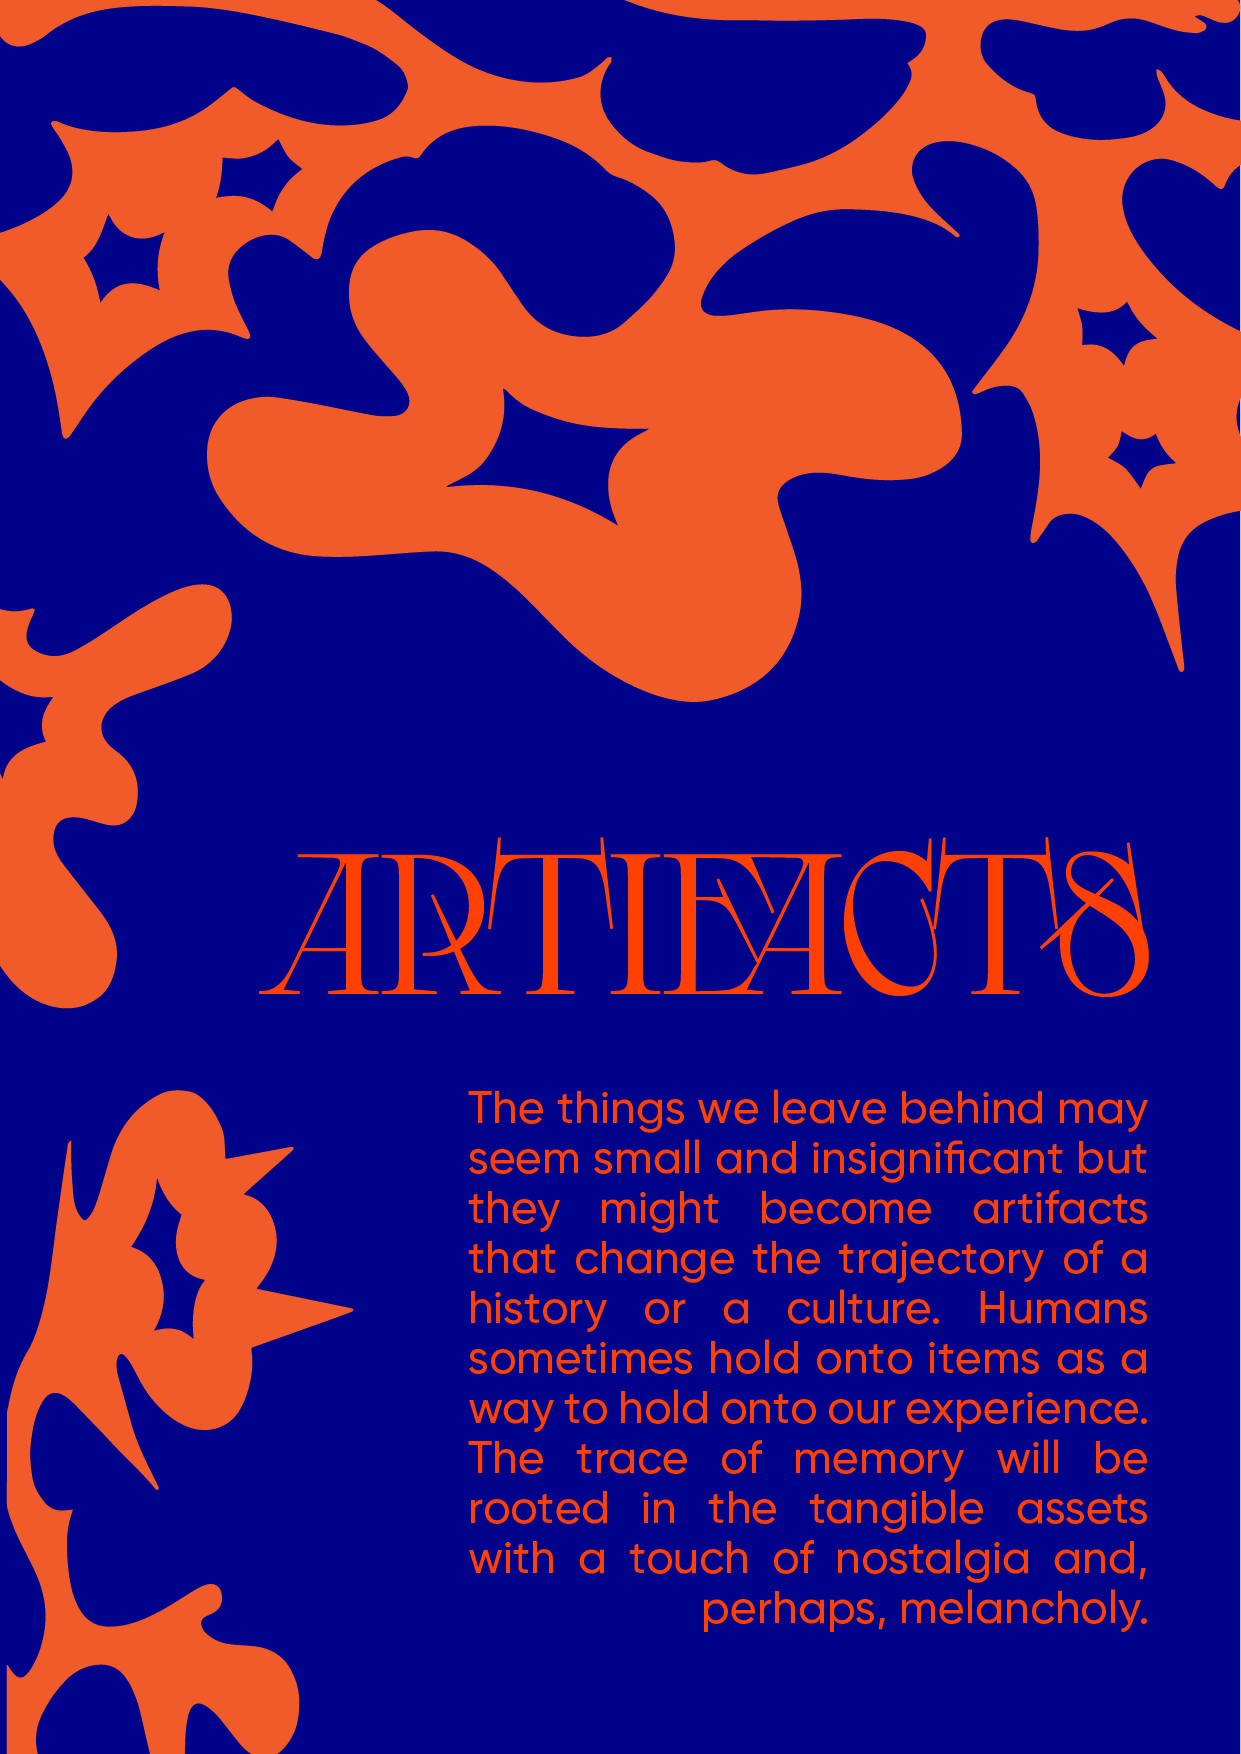 ARTIFACTS
The things we leave behind may
seem small and insignificant but
they might become artifacts
that change the trajectory of a
history or a culture. Humans
sometimes hold onto items as a
way to hold onto our experience.
The trace of memory will be
rooted in the tangible assets
with a touch of nostalgia and,
perhaps, melancholy.